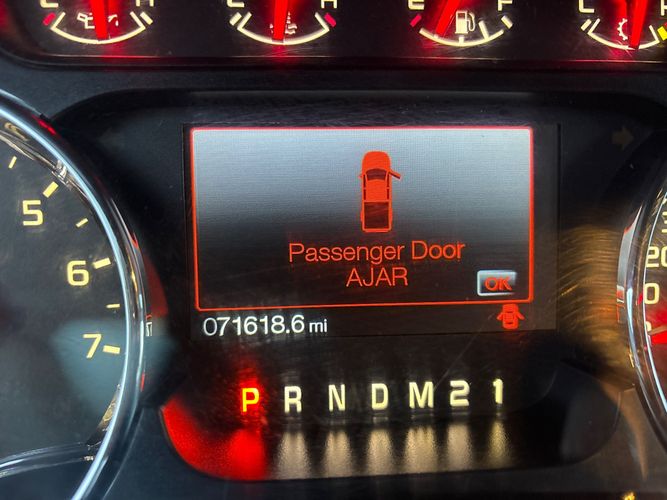 C H C H E F C H
Passenger Door
AJAR
OK
071618.6 mi
5
6
7
P R N D M 2 1